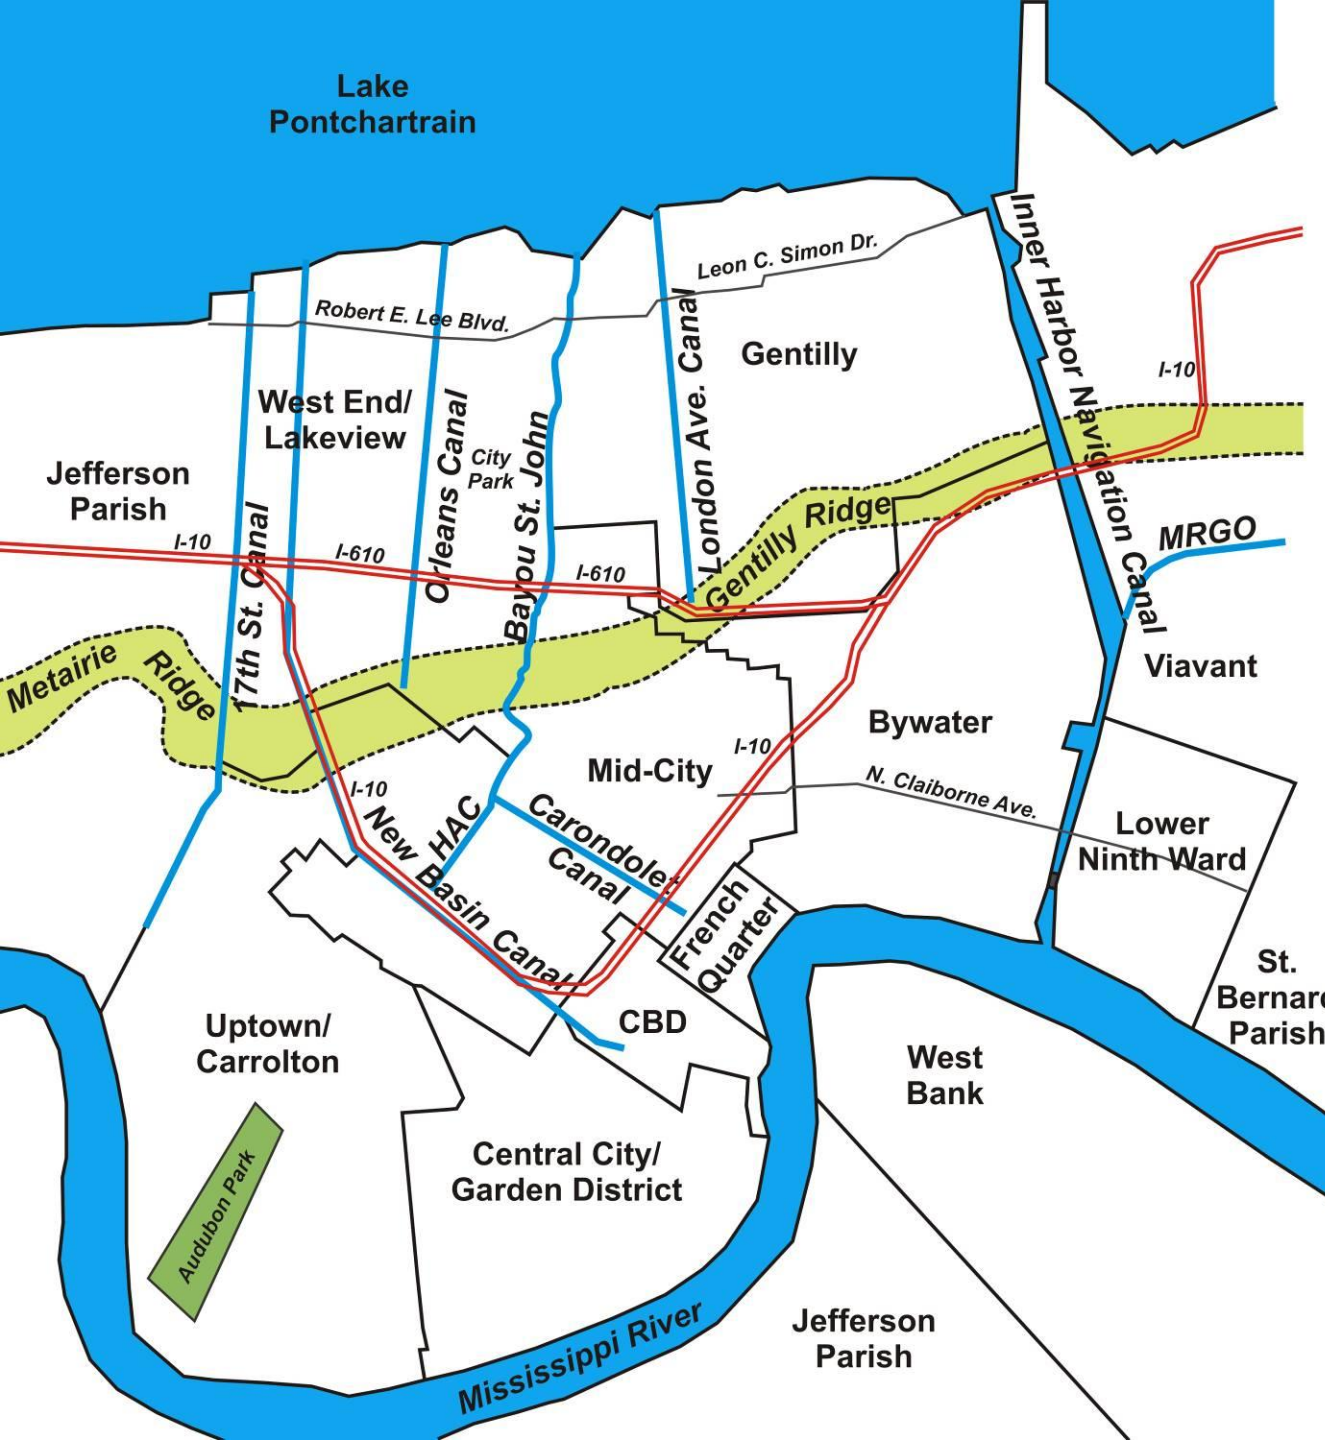 Lake
Pontchartrain
Inner Harbor Navigation Canal
Leon C. Simon Dr.
Robert E. Lee Blvd.
Gentilly
I-10
West End/
Lakeview
London Ave. Canal
Orleans Canal
City
Park
Bayou St. John
Jefferson
Parish
17th St. Canal
I-10
I-610
I-610
Gentilly Ridge
MRGO
Metairie
Ridge
Viavant
Bywater
I-10
Mid-City
N. Claiborne Ave.
I-10
New Basin Canal
HAC
Carondolet
Canal
Lower
Ninth Ward
French
Quarter
St.
Bernard
Parish
CBD
Uptown/
Carrolton
West
Bank
Central City/
Garden District
Audubon Park
Mississippi River
Jefferson
Parish